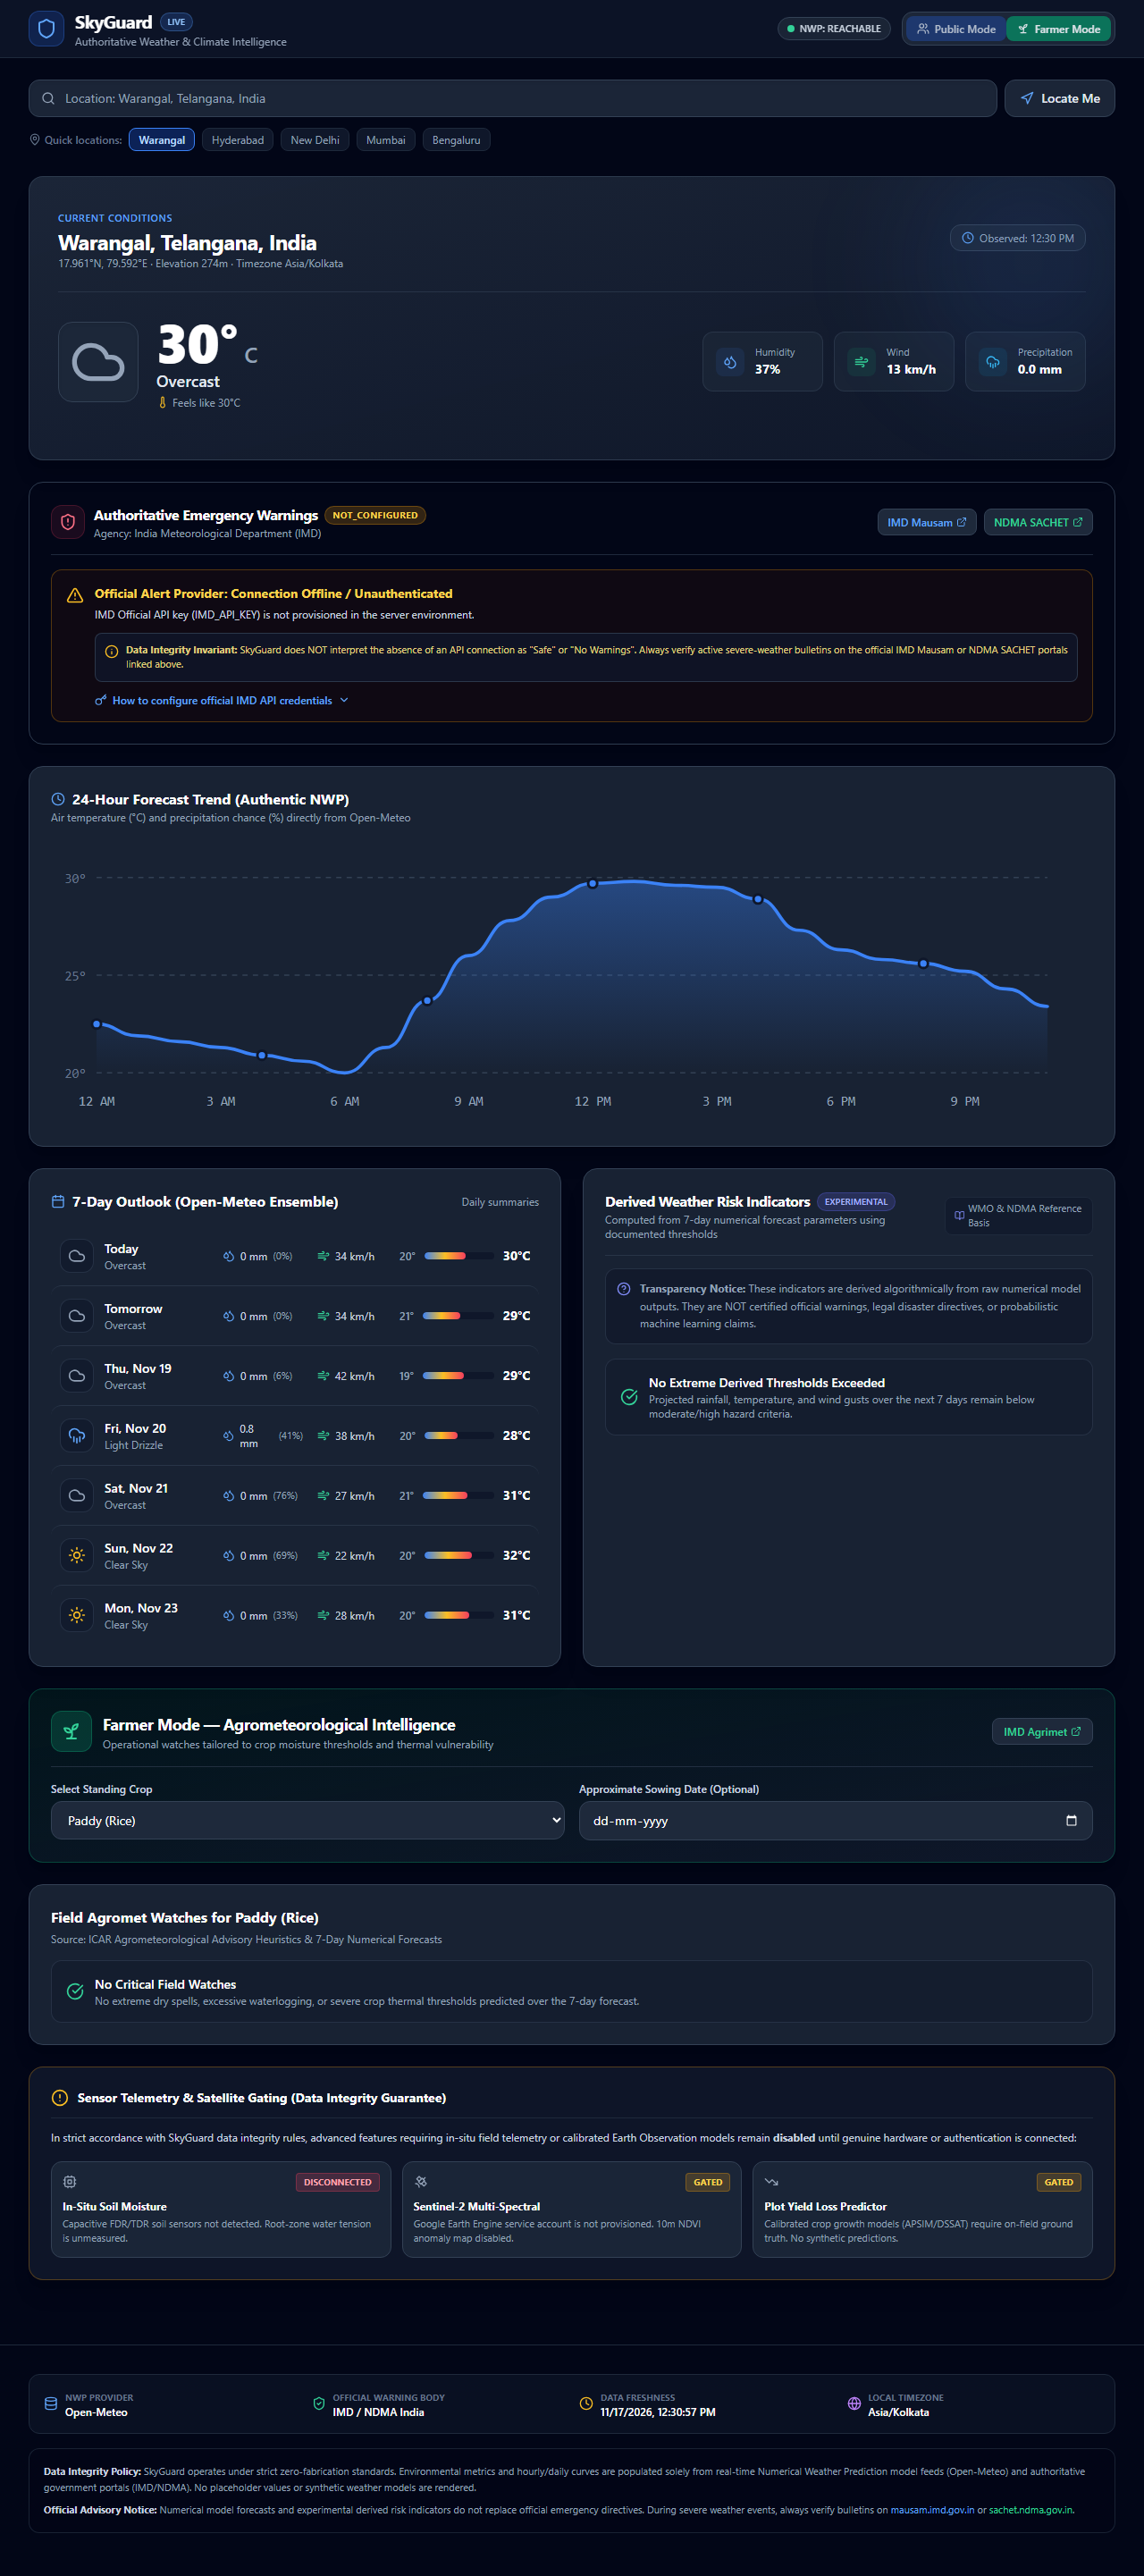 SkyGuard LIVE
Authoritative Weather & Climate Intelligence
NWP: REACHABLE
Public Mode
Farmer Mode
Location: Warangal, Telangana, India
Locate Me
Quick locations: Warangal Hyderabad New Delhi Mumbai Bengaluru
CURRENT CONDITIONS
Warangal, Telangana, India
17.961°N, 79.592°E · Elevation 274m · Timezone Asia/Kolkata
Observed: 12:30 PM
30° C
Overcast
Feels like 30°C
Humidity
37%
Wind
13 km/h
Precipitation
0.0 mm
Authoritative Emergency Warnings NOT_CONFIGURED
Agency: India Meteorological Department (IMD)
IMD Mausam
NDMA SACHET
Official Alert Provider: Connection Offline / Unauthenticated
IMD Official API key (IMD_API_KEY) is not provisioned in the server environment.
Data Integrity Invariant: SkyGuard does NOT interpret the absence of an API connection as "Safe" or "No Warnings". Always verify active severe-weather bulletins on the official IMD Mausam or NDMA SACHET portals
linked above.
How to configure official IMD API credentials
24-Hour Forecast Trend (Authentic NWP)
Air temperature (°C) and precipitation chance (%) directly from Open-Meteo
30°
25°
20°
12 AM 3 AM 6 AM 9 AM 12 PM 3 PM 6 PM 9 PM
7-Day Outlook (Open-Meteo Ensemble)
Daily summaries
Today
Overcast
0 mm (0%) 34 km/h 20° 30°C
Tomorrow
Overcast
0 mm (0%) 34 km/h 21° 29°C
Thu, Nov 19
Overcast
0 mm (6%) 42 km/h 19° 29°C
Fri, Nov 20
Light Drizzle
0.8
mm
(41%) 38 km/h 20° 28°C
Sat, Nov 21
Overcast
0 mm (76%) 27 km/h 21° 31°C
Sun, Nov 22
Clear Sky
0 mm (69%) 22 km/h 20° 32°C
Mon, Nov 23
Clear Sky
0 mm (33%) 28 km/h 20° 31°C
Derived Weather Risk Indicators EXPERIMENTAL
Computed from 7-day numerical forecast parameters using
documented thresholds
WMO & NDMA Reference
Basis
Transparency Notice: These indicators are derived algorithmically from raw numerical model
outputs. They are NOT certified official warnings, legal disaster directives, or probabilistic
machine learning claims.
No Extreme Derived Thresholds Exceeded
Projected rainfall, temperature, and wind gusts over the next 7 days remain below
moderate/high hazard criteria.
Farmer Mode — Agrometeorological Intelligence
Operational watches tailored to crop moisture thresholds and thermal vulnerability
IMD Agrimet
Select Standing Crop
Paddy (Rice)
Approximate Sowing Date (Optional)
dd-mm-yyyy
Field Agromet Watches for Paddy (Rice)
Source: ICAR Agrometeorological Advisory Heuristics & 7-Day Numerical Forecasts
No Critical Field Watches
No extreme dry spells, excessive waterlogging, or severe crop thermal thresholds predicted over the 7-day forecast.
Sensor Telemetry & Satellite Gating (Data Integrity Guarantee)
In strict accordance with SkyGuard data integrity rules, advanced features requiring in-situ field telemetry or calibrated Earth Observation models remain disabled until genuine hardware or authentication is connected:
DISCONNECTED
In-Situ Soil Moisture
Capacitive FDR/TDR soil sensors not detected. Root-zone water tension
is unmeasured.
GATED
Sentinel-2 Multi-Spectral
Google Earth Engine service account is not provisioned. 10m NDVI
anomaly map disabled.
GATED
Plot Yield Loss Predictor
Calibrated crop growth models (APSIM/DSSAT) require on-field ground
truth. No synthetic predictions.
NWP PROVIDER
Open-Meteo
OFFICIAL WARNING BODY
IMD / NDMA India
DATA FRESHNESS
11/17/2026, 12:30:57 PM
LOCAL TIMEZONE
Asia/Kolkata
Data Integrity Policy: SkyGuard operates under strict zero-fabrication standards. Environmental metrics and hourly/daily curves are populated solely from real-time Numerical Weather Prediction model feeds (Open-Meteo) and authoritative
government portals (IMD/NDMA). No placeholder values or synthetic weather models are rendered.
Official Advisory Notice: Numerical model forecasts and experimental derived risk indicators do not replace official emergency directives. During severe weather events, always verify bulletins on mausam.imd.gov.in or sachet.ndma.gov.in.